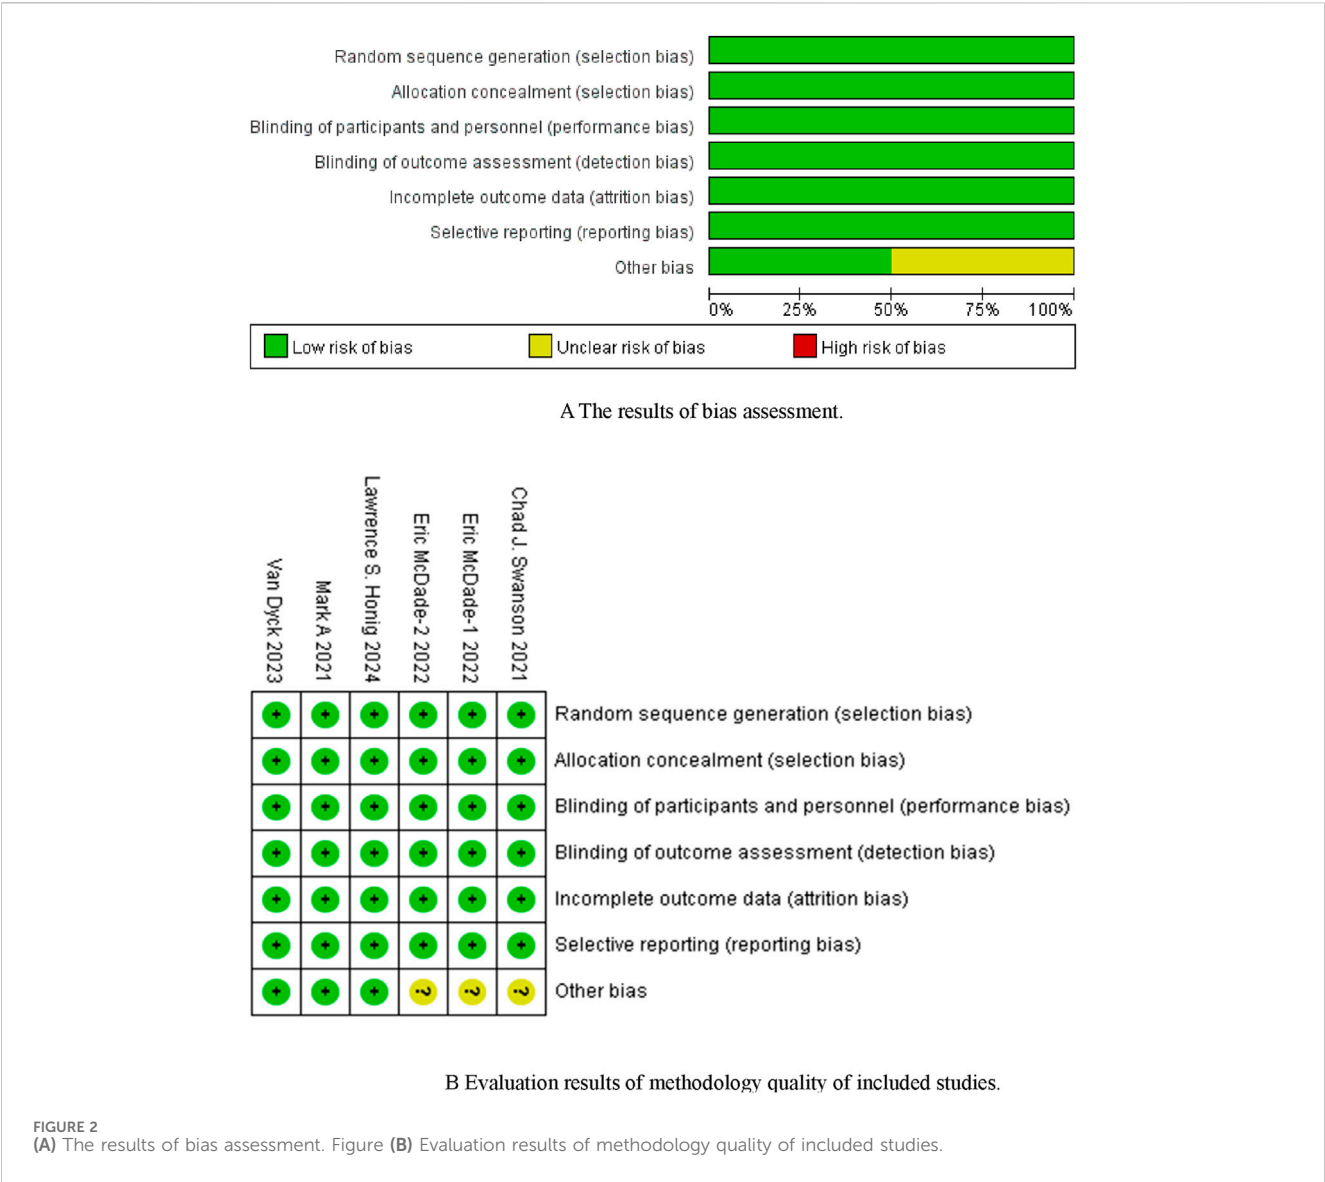 Random sequence generation (selection bias)
Allocation concealment (selection bias)
Blinding of participants and personnel (performance bias)
Blinding of outcome assessment (detection bias)
Incomplete outcome data (attrition bias)
Selective reporting (reporting bias)
Other bias
0% 25% 50% 75% 100%
Low risk of bias Unclear risk of bias High risk of bias
A The results of bias assessment.
Van Dyck 2023
Mark A 2021
Lawrence S. Honig 2024
Eric McDade-2 2022
Eric McDade-1 2022
Chad J. Swanson 2021
+ + + + + + Random sequence generation (selection bias)
+ + + + + + Allocation concealment (selection bias)
+ + + + + + Blinding of participants and personnel (performance bias)
+ + + + + + Blinding of outcome assessment (detection bias)
+ + + + + + Incomplete outcome data (attrition bias)
+ + + + + + Selective reporting (reporting bias)
+ + + ? ? ? Other bias
B Evaluation results of methodology quality of included studies.
FIGURE 2
(A) The results of bias assessment. Figure (B) Evaluation results of methodology quality of included studies.